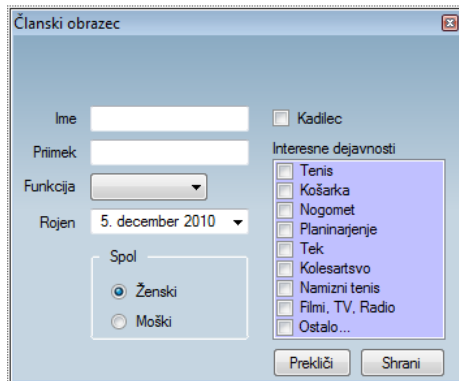 Članski obrazec
Ime
Priimek
Funkcija
Rojen
5. december 2010
Spol
Ženski
Moški
Kadilec
Interesne dejavnosti
Tenis
Košarka
Nogomet
Planinarjenje
Tek
Kolesartsvo
Namizni tenis
Filmi, TV, Radio
Ostalo...
Prekliči
Shrani